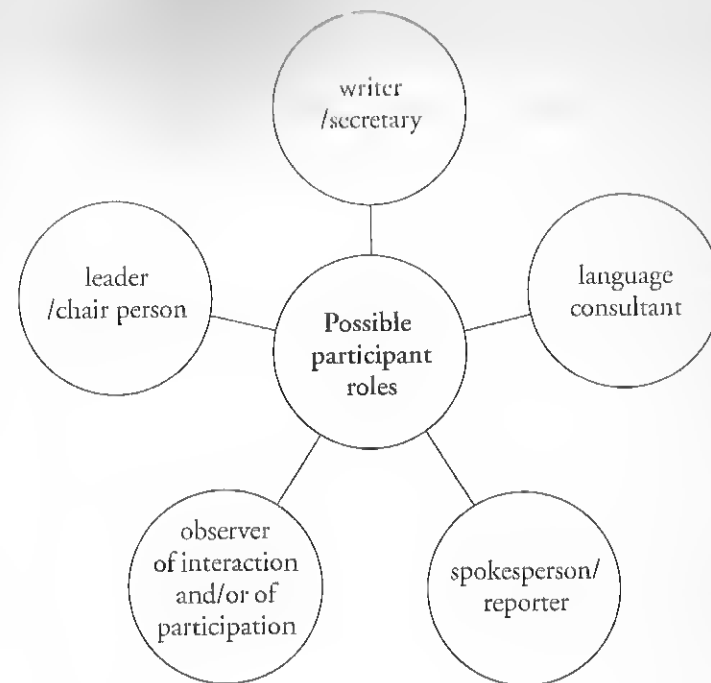 writer
/secretary
leader
/chair person
language
consultant
Possible
participant
roles
observer
of interaction
and/or of
participation
spokesperson/
reporter